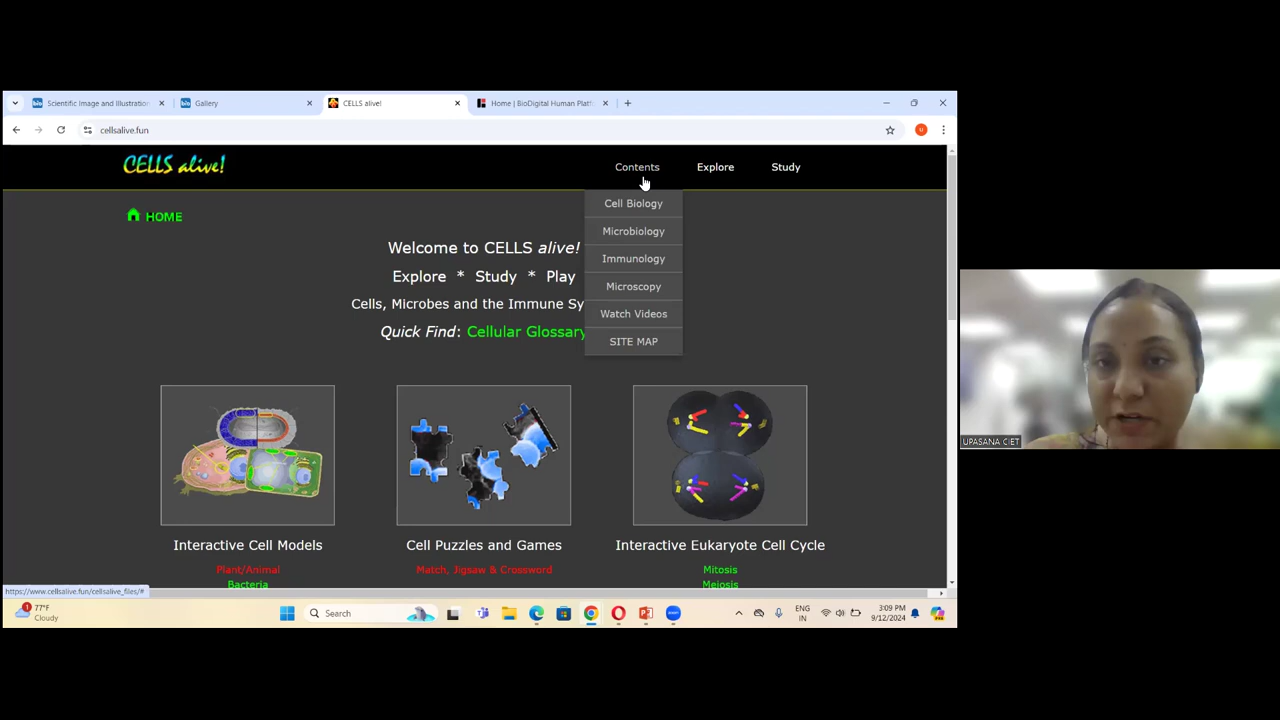 Scientific Image and Illustration
Gallery
CELLS alive!
Home | BioDigital Human Platf
cellsalive.fun
CELLS alive!
Contents
Explore
Study
HOME
Cell Biology
Microbiology
Immunology
Microscopy
Watch Videos
SITE MAP
Welcome to CELLS alive!
Explore * Study * Play
Cells, Microbes and the Immune Sy
Quick Find: Cellular Glossary
Interactive Cell Models
Plant/Animal
Bacteria
Cell Puzzles and Games
Match, Jigsaw & Crossword
Interactive Eukaryote Cell Cycle
Mitosis
Meiosis
https://www.cellsalive.fun/cellsalive_files/#
UPASANA CIET
1
77°F
Cloudy
Search
ENG
IN
3:09 PM
9/12/2024